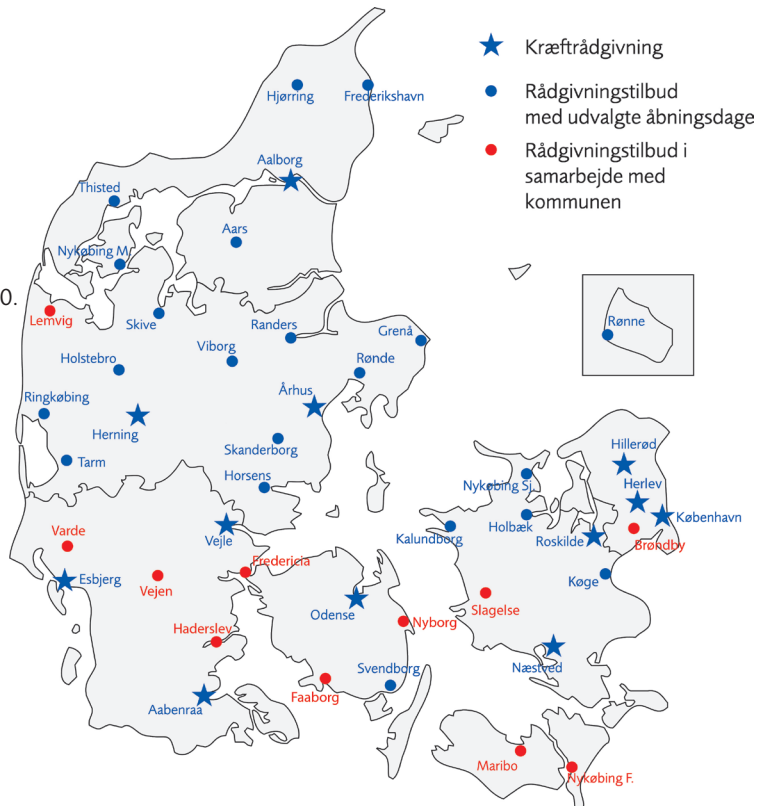 Kræftrådgivning
Rådgivningstilbud
med udvalgte åbningsdage
Rådgivningstilbud i
samarbejde med
kommunen
Hjørring
Frederikshavn
Aalborg
Thisted
Aars
Nykøbing M.
0.
Lemvig
Skive
Randers
Grenå
Rønne
Viborg
Holstebro
Rønde
Århus
Ringkøbing
Herning
Skanderborg
Tarm
Horsens
Hillerød
Nykøbing Sj.
Herlev
København
Holbæk
Kalundborg
Roskilde
Brøndby
Varde
Vejle
Fredericia
Esbjerg
Vejen
Køge
Slagelse
Odense
Nyborg
Haderslev
Svendborg
Næstved
Faaborg
Aabenraa
Maribo
Nykøbing F.